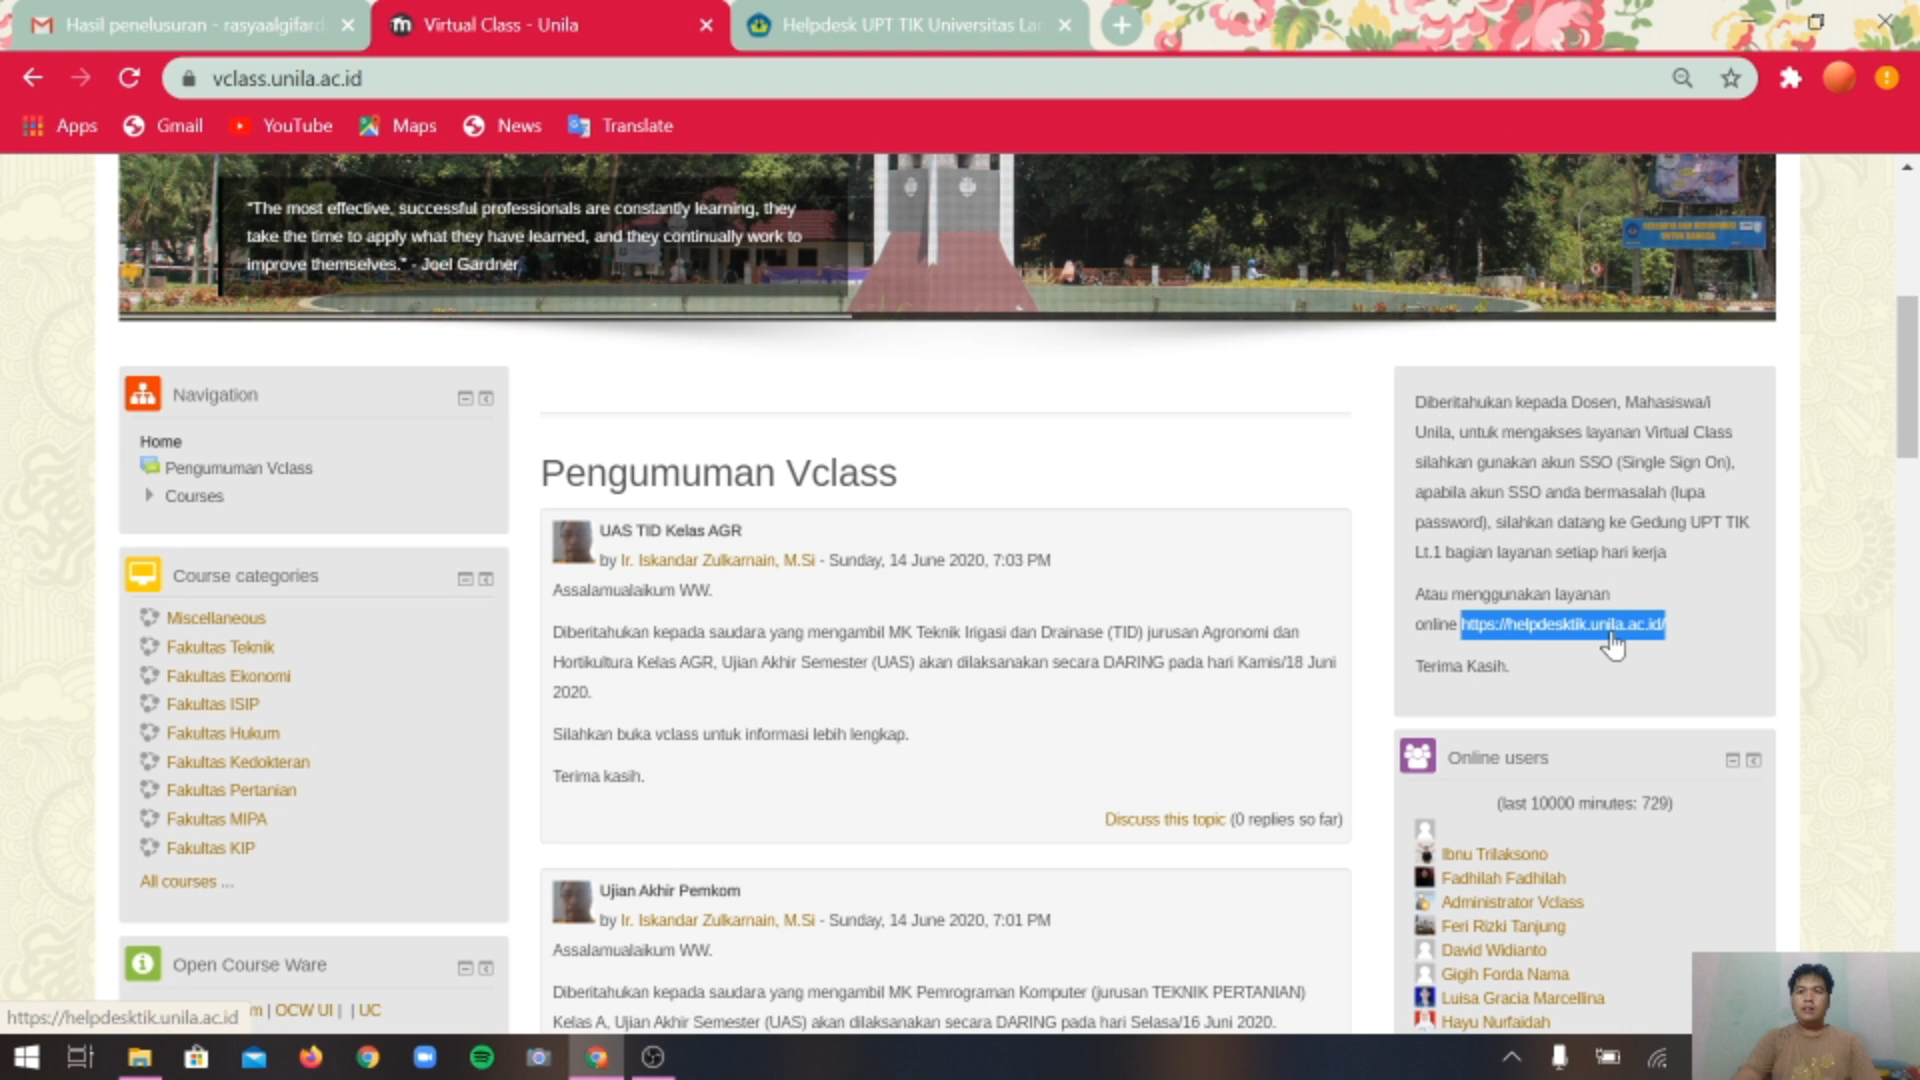 Hasil penelusuran - rasyaalgifard
Virtual Class - Unila
Helpdesk UPT TIK Universitas Lar
vclass.unila.ac.id
Apps
Gmail
YouTube
Maps
News
Translate
"The most effective, successful professionals are constantly learning, they
take the time to apply what they have learned, and they continually work to
improve themselves." - Joel Gardner
Navigation
Home
Pengumuman Vclass
Courses
Course categories
Miscellaneous
Fakultas Teknik
Fakultas Ekonomi
Fakultas ISIP
Fakultas Hukum
Fakultas Kedokteran
Fakultas Pertanian
Fakultas MIPA
Fakultas KIP
All courses ...
Open Course Ware
m | OCW UI | | UC
https://helpdesktik.unila.ac.id
Pengumuman Vclass
UAS TID Kelas AGR
by Ir. Iskandar Zulkarnain, M.Si - Sunday, 14 June 2020, 7:03 PM
Assalamualaikum WW.
Diberitahukan kepada saudara yang mengambil MK Teknik Irigasi dan Drainase (TID) jurusan Agronomi dan
Hortikultura Kelas AGR, Ujian Akhir Semester (UAS) akan dilaksanakan secara DARING pada hari Kamis/18 Juni
2020.
Silahkan buka vclass untuk informasi lebih lengkap.
Terima kasih.
Discuss this topic (0 replies so far)
Ujian Akhir Pemkom
by Ir. Iskandar Zulkarnain, M.Si - Sunday, 14 June 2020, 7:01 PM
Assalamualaikum WW.
Diberitahukan kepada saudara yang mengambil MK Pemrograman Komputer (jurusan TEKNIK PERTANIAN)
Kelas A, Ujian Akhir Semester (UAS) akan dilaksanakan secara DARING pada hari Selasa/16 Juni 2020.
Diberitahukan kepada Dosen, Mahasiswa/i
Unila, untuk mengakses layanan Virtual Class
silahkan gunakan akun SSO (Single Sign On),
apabila akun SSO anda bermasalah (lupa
password), silahkan datang ke Gedung UPT TIK
Lt.1 bagian layanan setiap hari kerja
Atau menggunakan layanan
online https://helpdesktik.unila.ac.id/
Terima Kasih.
Online users
(last 10000 minutes: 729)
Ibnu Trilaksono
Fadhilah Fadhilah
Administrator Vclass
Feri Rizki Tanjung
David Widianto
Gigih Forda Nama
Luisa Gracia Marcellina
Hayu Nurfaidah